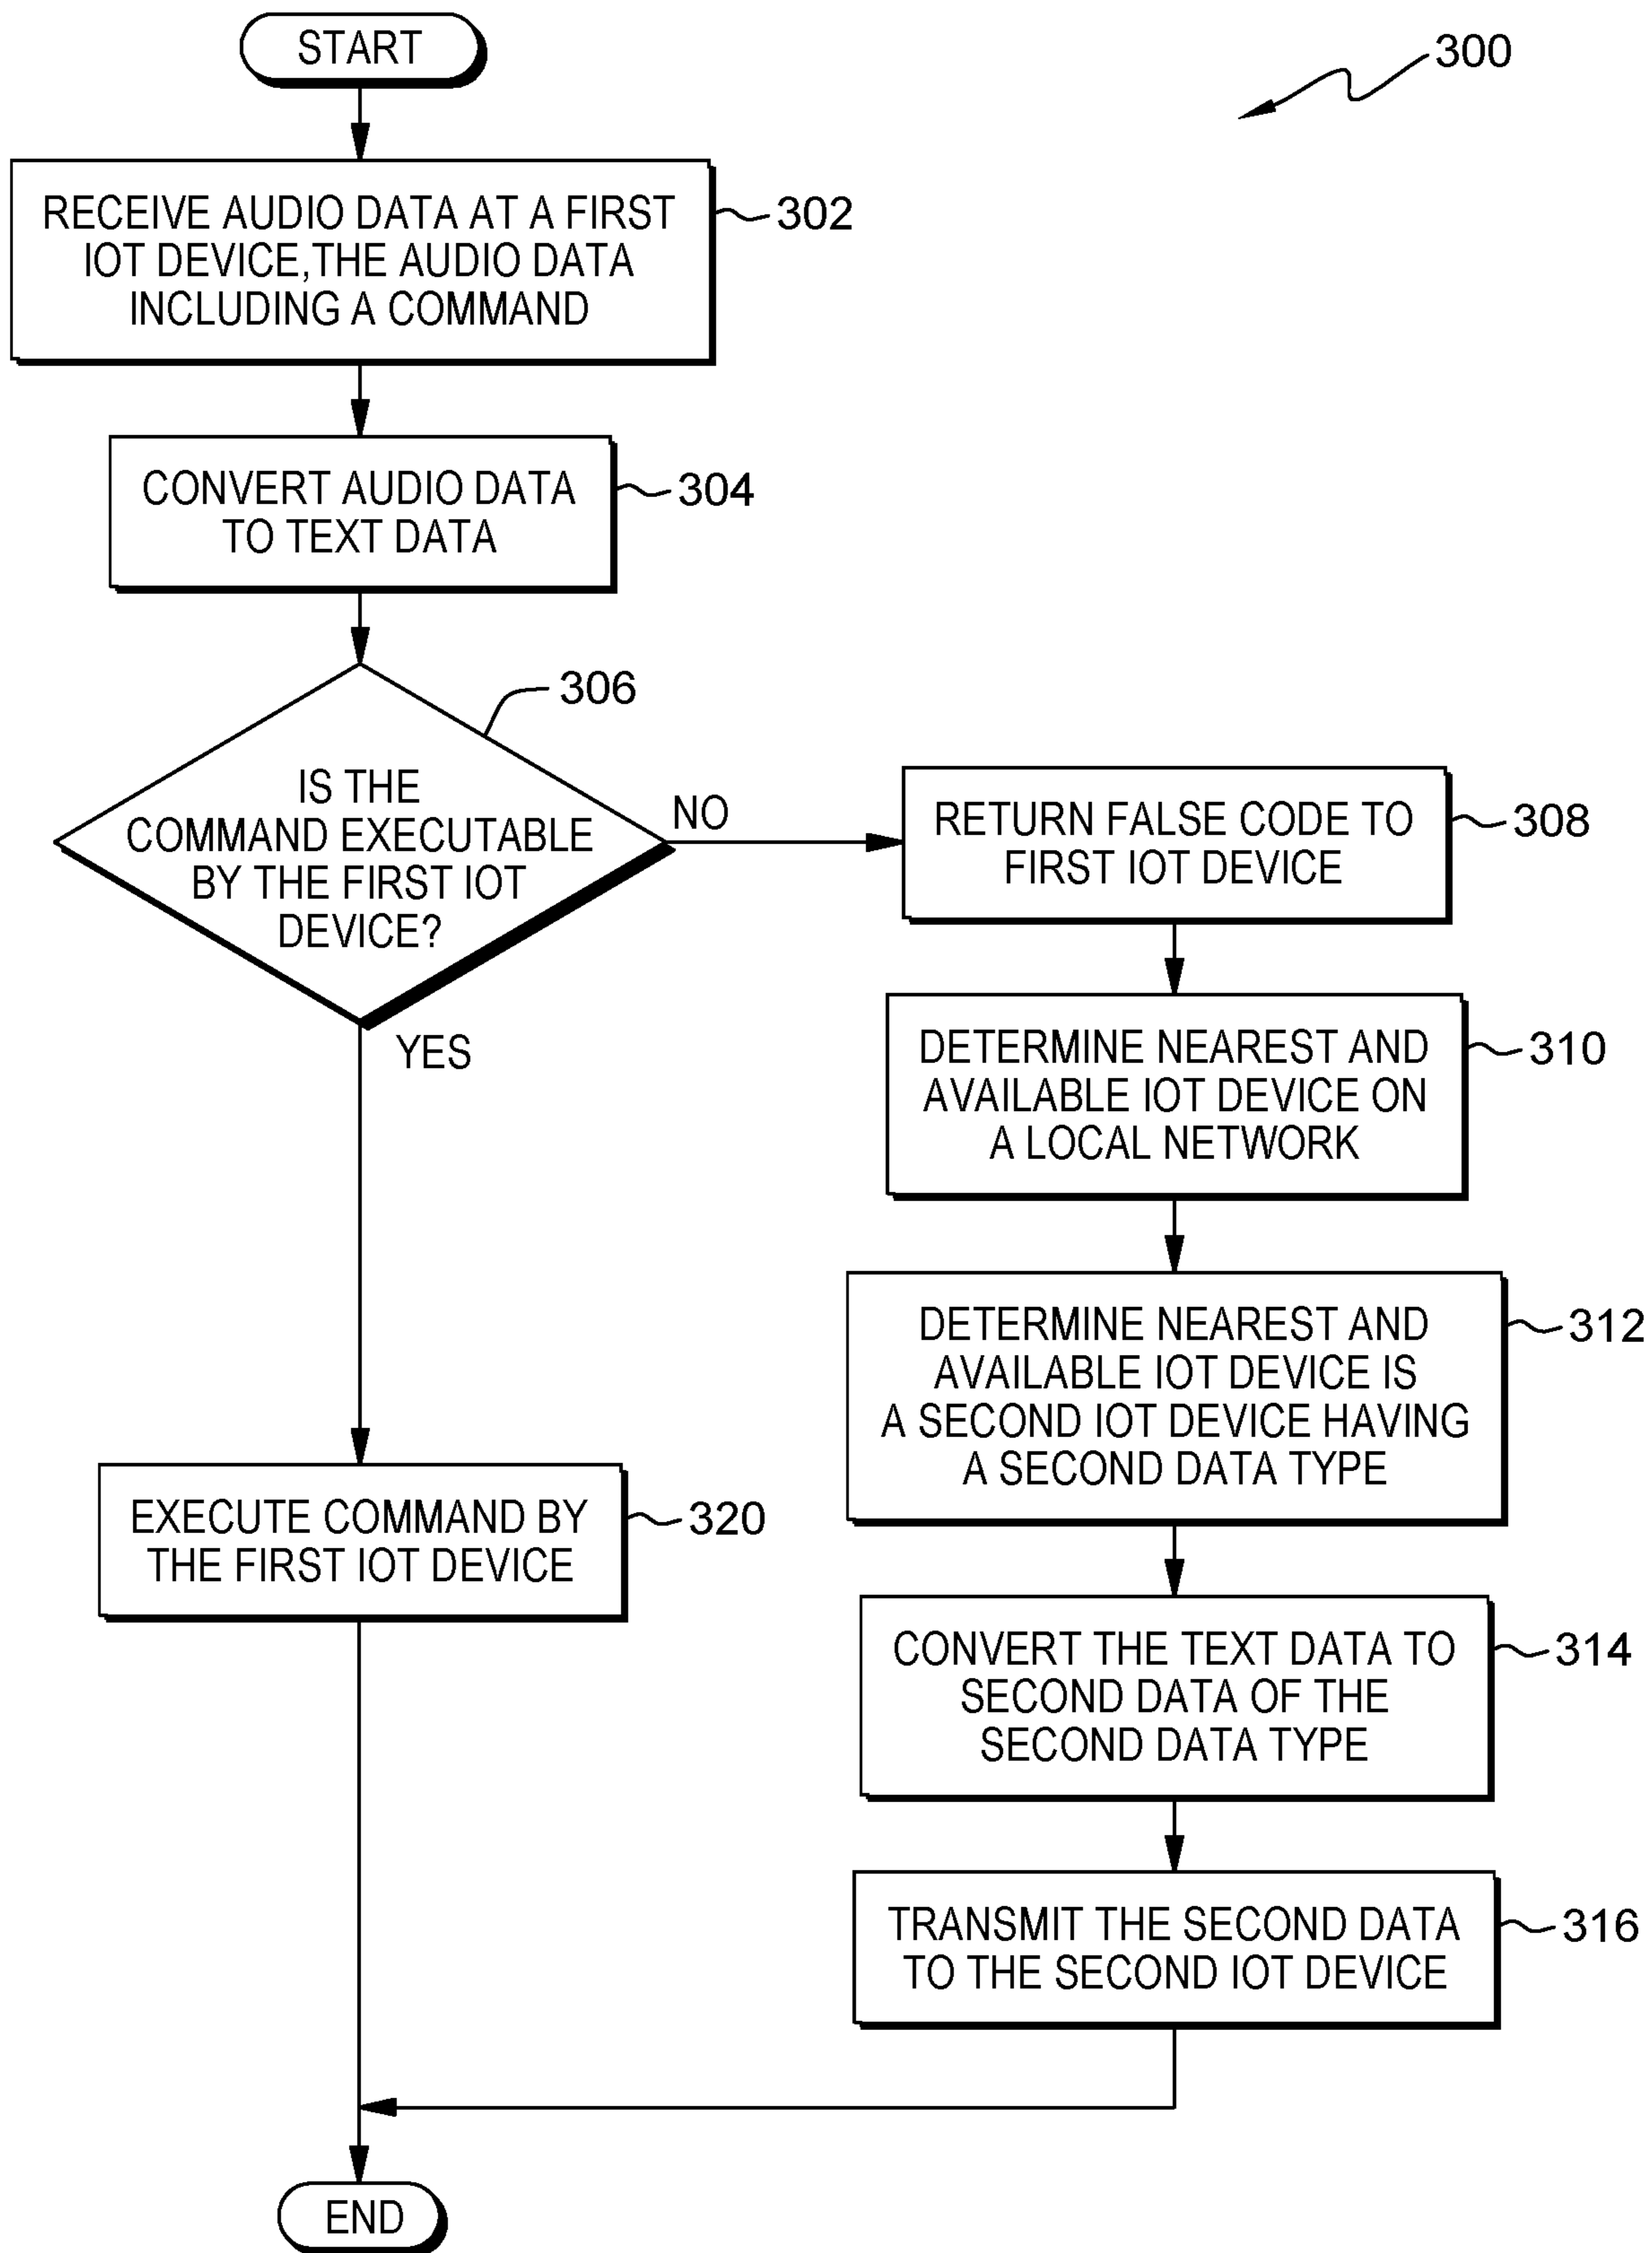 START
300
RECEIVE AUDIO DATA AT A FIRST
IOT DEVICE,THE AUDIO DATA
INCLUDING A COMMAND
302
CONVERT AUDIO DATA
TO TEXT DATA
304
306
IS THE
COMMAND EXECUTABLE
BY THE FIRST IOT
DEVICE?
NO
YES
RETURN FALSE CODE TO
FIRST IOT DEVICE
308
DETERMINE NEAREST AND
AVAILABLE IOT DEVICE ON
A LOCAL NETWORK
310
DETERMINE NEAREST AND
AVAILABLE IOT DEVICE IS
A SECOND IOT DEVICE HAVING
A SECOND DATA TYPE
312
EXECUTE COMMAND BY
THE FIRST IOT DEVICE
320
CONVERT THE TEXT DATA TO
SECOND DATA OF THE
SECOND DATA TYPE
314
TRANSMIT THE SECOND DATA
TO THE SECOND IOT DEVICE
316
END